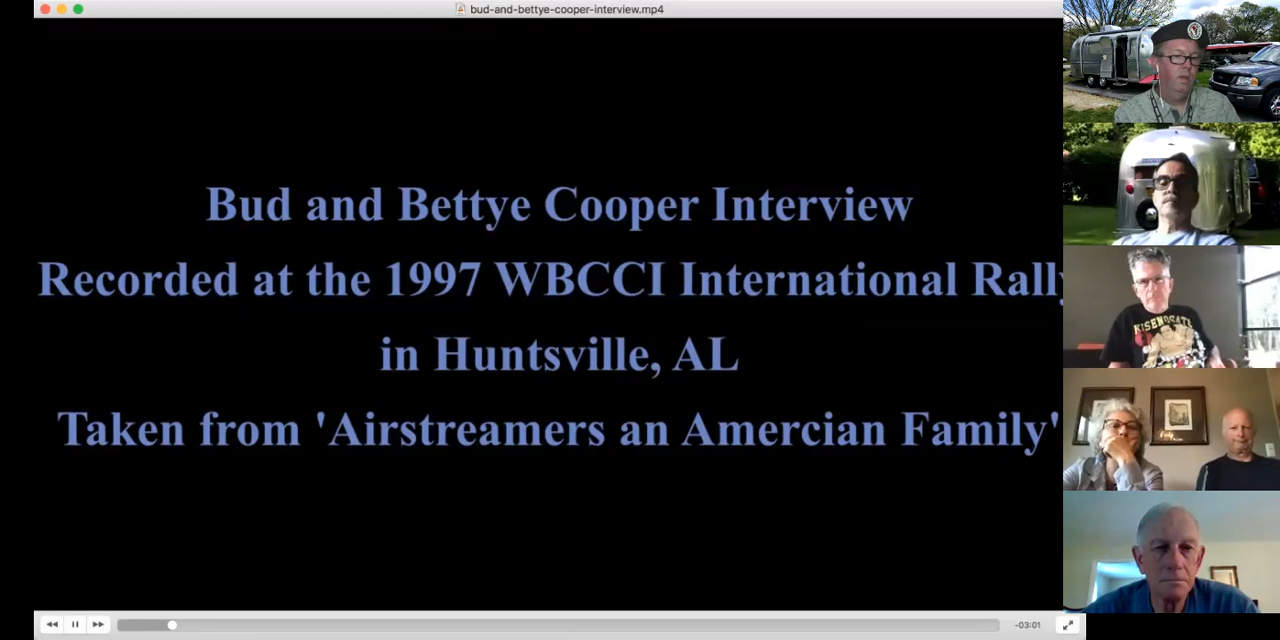 bud-and-bettye-cooper-interview.mp4
Bud and Bettye Cooper Interview
Recorded at the 1997 WBCCI International Rally
in Huntsville, AL
Taken from 'Airstreamers an Amercian Family'
-03:01